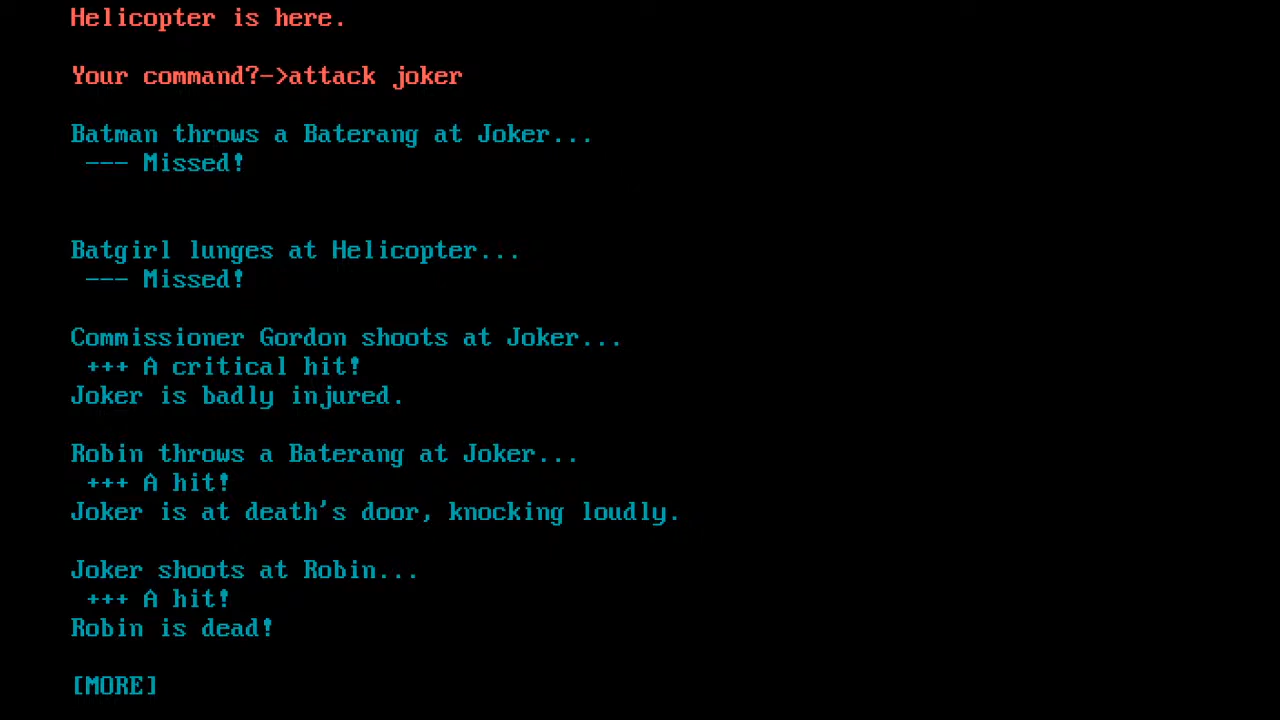 Helicopter is here.
Your command?->attack joker
Batman throws a Baterang at Joker...
--- Missed!
Batgirl lunges at Helicopter...
--- Missed!
Commissioner Gordon shoots at Joker...
+++ A critical hit!
Joker is badly injured.
Robin throws a Baterang at Joker...
+++ A hit!
Joker is at death's door, knocking loudly.
Joker shoots at Robin...
+++ A hit!
Robin is dead!
[MORE]